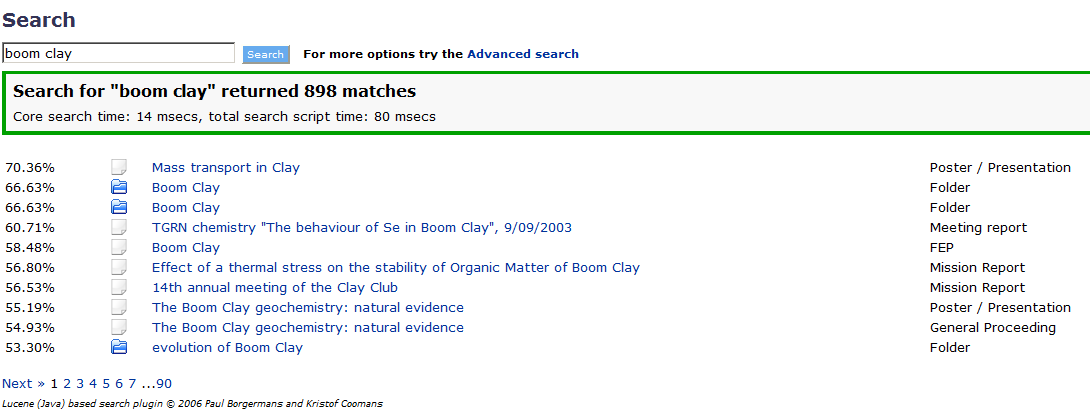 Search
boom clay Search For more options try the Advanced search
Search for "boom clay" returned 898 matches
Core search time: 14 msecs, total search script time: 80 msecs
70.36% Mass transport in Clay Poster / Presentation
66.63% Boom Clay Folder
66.63% Boom Clay Folder
60.71% TGRN chemistry "The behaviour of Se in Boom Clay", 9/09/2003 Meeting report
58.48% Boom Clay FEP
56.80% Effect of a thermal stress on the stability of Organic Matter of Boom Clay Mission Report
56.53% 14th annual meeting of the Clay Club Mission Report
55.19% The Boom Clay geochemistry: natural evidence Poster / Presentation
54.93% The Boom Clay geochemistry: natural evidence General Proceeding
53.30% evolution of Boom Clay Folder
Next » 1 2 3 4 5 6 7 ...90
Lucene (Java) based search plugin © 2006 Paul Borgermans and Kristof Coomans